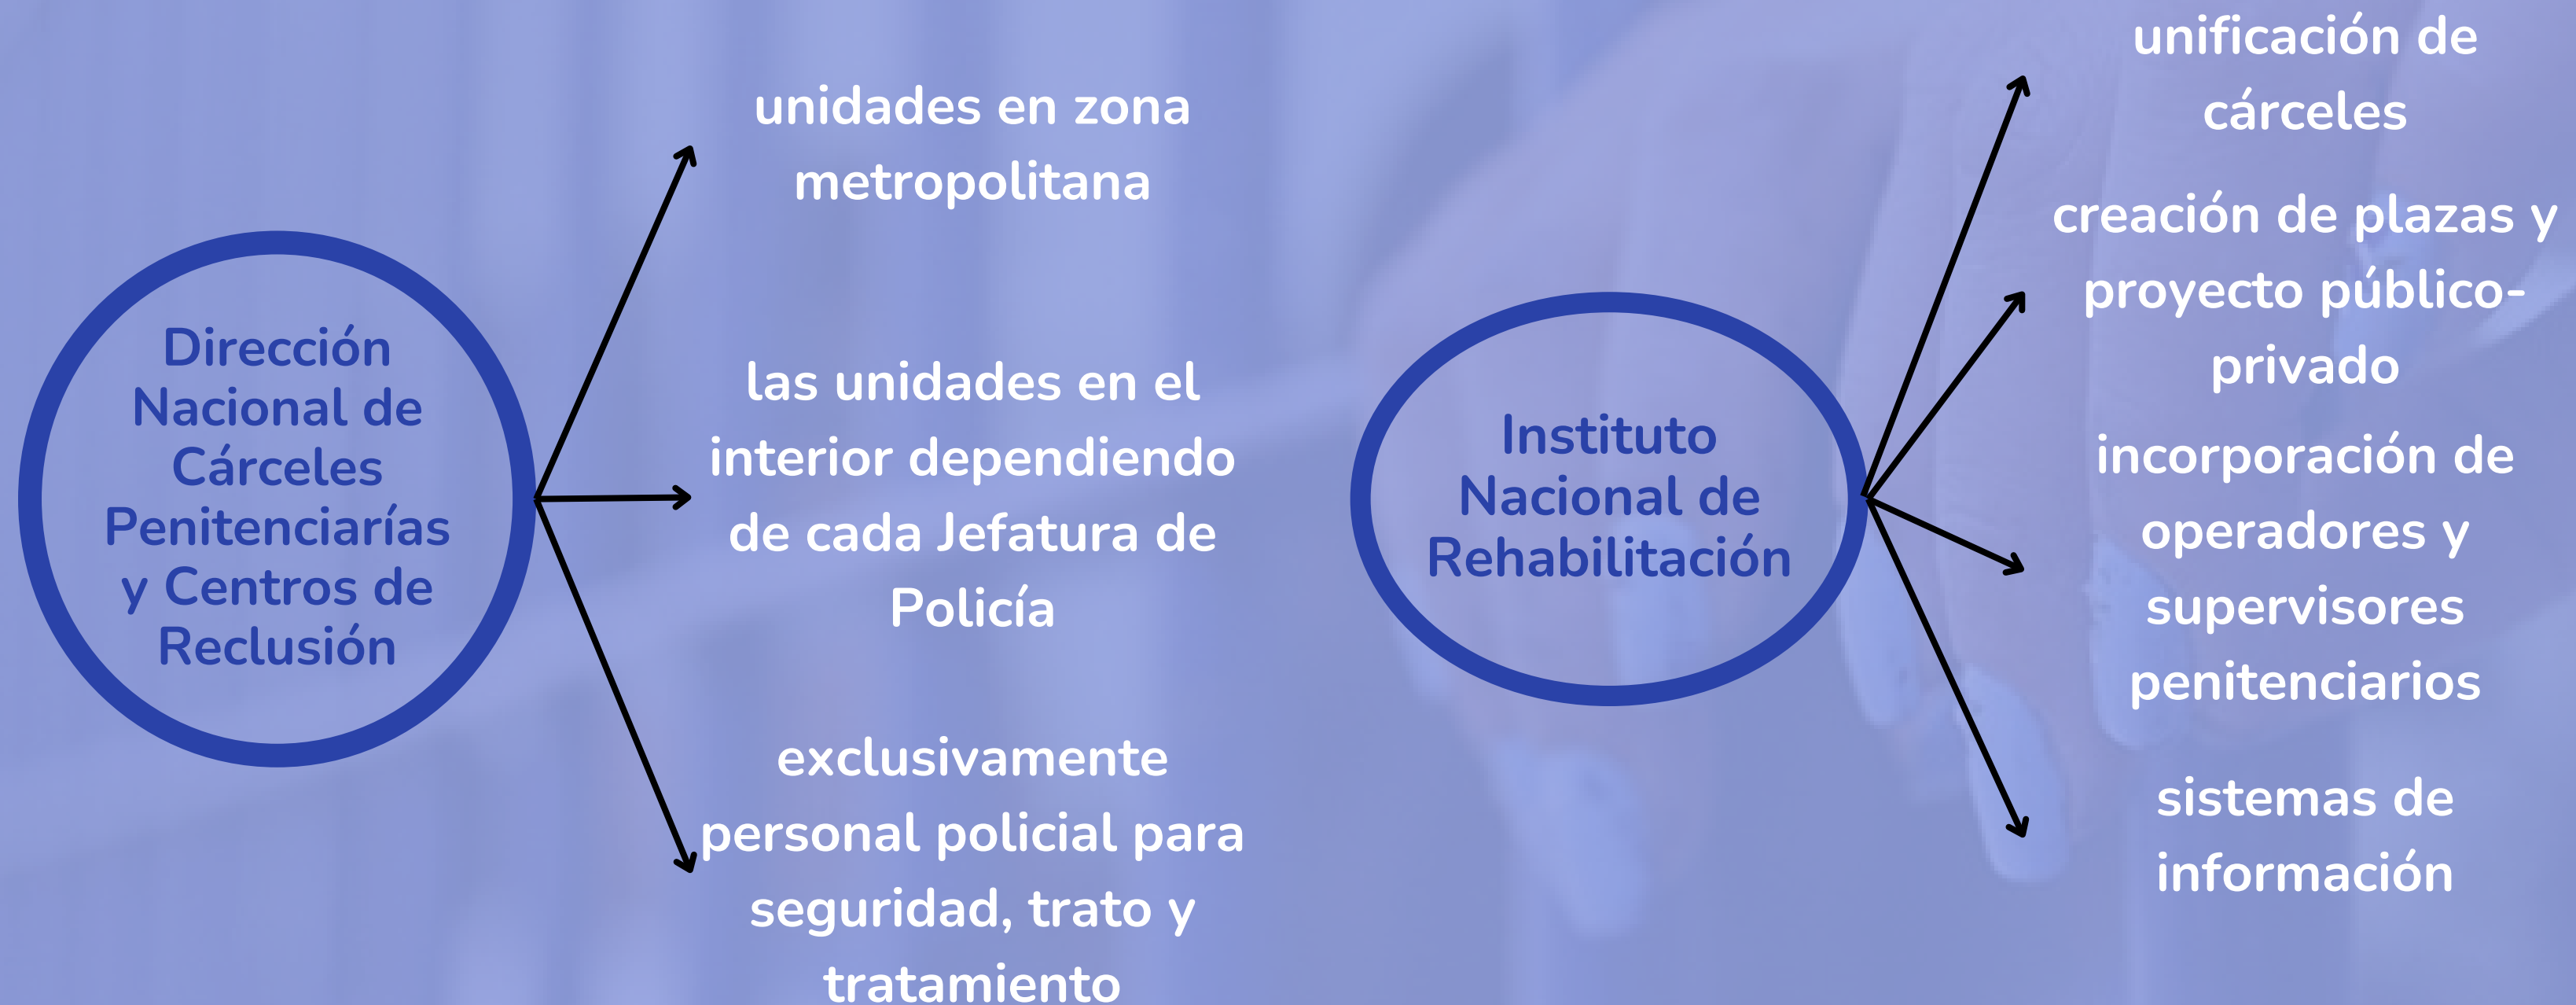 Dirección
Nacional de
Cárceles
Penitenciarías
y Centros de
Reclusión
unidades en zona
metropolitana
las unidades en el
interior dependiendo
de cada Jefatura de
Policía
exclusivamente
personal policial para
seguridad, trato y
tratamiento
Instituto
Nacional de
Rehabilitación
unificación de
cárceles
creación de plazas y
proyecto público-
privado
incorporación de
operadores y
supervisores
penitenciarios
sistemas de
información